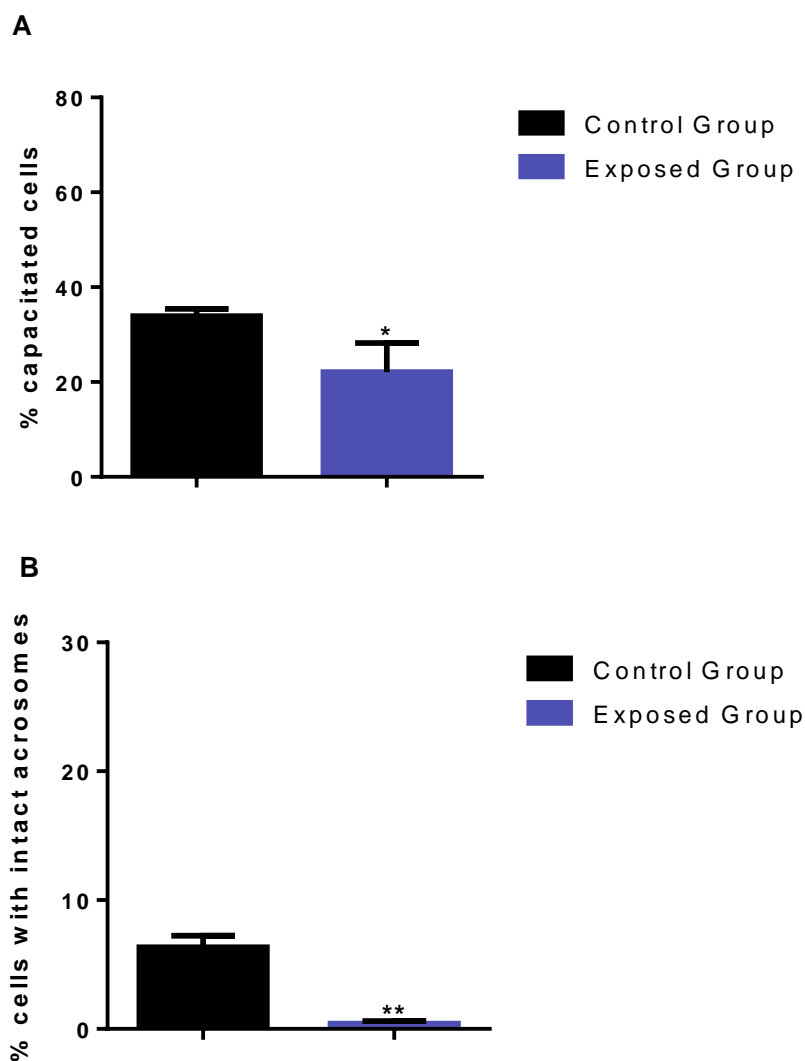 A
80
60
40
20
0
% capacitated cells
Control Group
Exposed Group
*
B
30
20
10
0
% cells with intact acrosomes
Control Group
Exposed Group
**